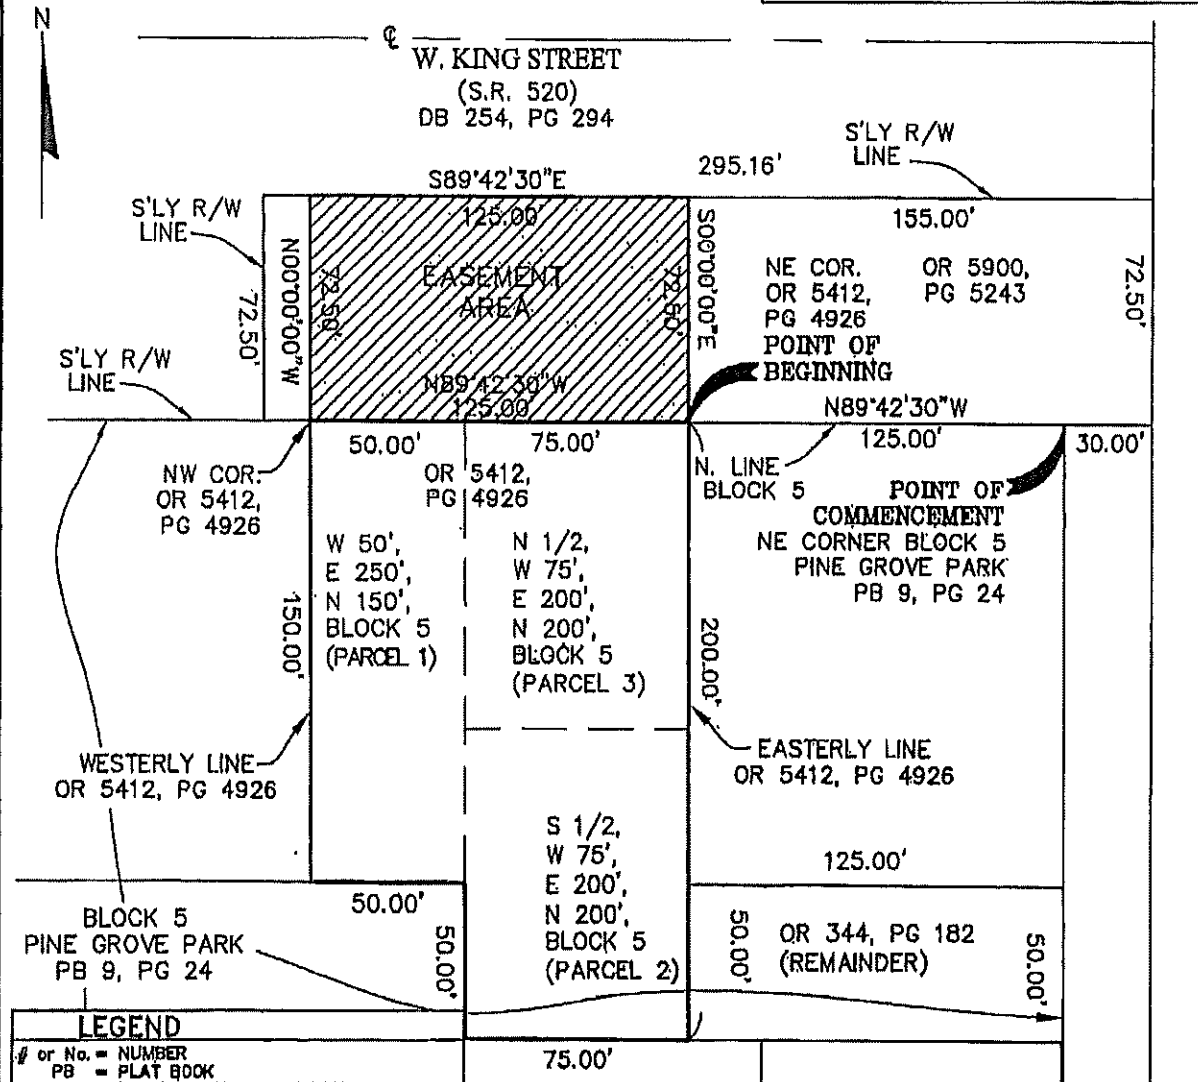 N
℄
W. KING STREET
(S.R. 520)
DB 254, PG 294
S'LY R/W
LINE
295.16'
S89°42'30"E
125.00'
155.00'
S'LY R/W
LINE
N00°00'00"W
72.50'
72.50'
EASEMENT
AREA
72.50'
S00°00'00"E
NE COR.
OR 5412,
PG 4926
OR 5900,
PG 5243
72.50'
POINT OF
BEGINNING
S'LY R/W
LINE
N89°42'30"W
125.00
N89°42'30"W
125.00'
30.00'
50.00'
75.00'
NW COR.
OR 5412,
PG 4926
OR 5412,
PG 4926
N. LINE
BLOCK 5
POINT OF
COMMENCEMENT
NE CORNER BLOCK 5
PINE GROVE PARK
PB 9, PG 24
W 50',
E 250',
N 150',
BLOCK 5
(PARCEL 1)
N 1/2,
W 75',
E 200',
N 200',
BLOCK 5
(PARCEL 3)
150.00'
200.00'
WESTERLY LINE
OR 5412, PG 4926
EASTERLY LINE
OR 5412, PG 4926
S 1/2,
W 75',
E 200',
N 200',
BLOCK 5
(PARCEL 2)
125.00'
50.00'
BLOCK 5
PINE GROVE PARK
PB 9, PG 24
50.00'
50.00'
OR 344, PG 182
(REMAINDER)
50.00'
LEGEND
# or No. = NUMBER
PB = PLAT BOOK
75.00'